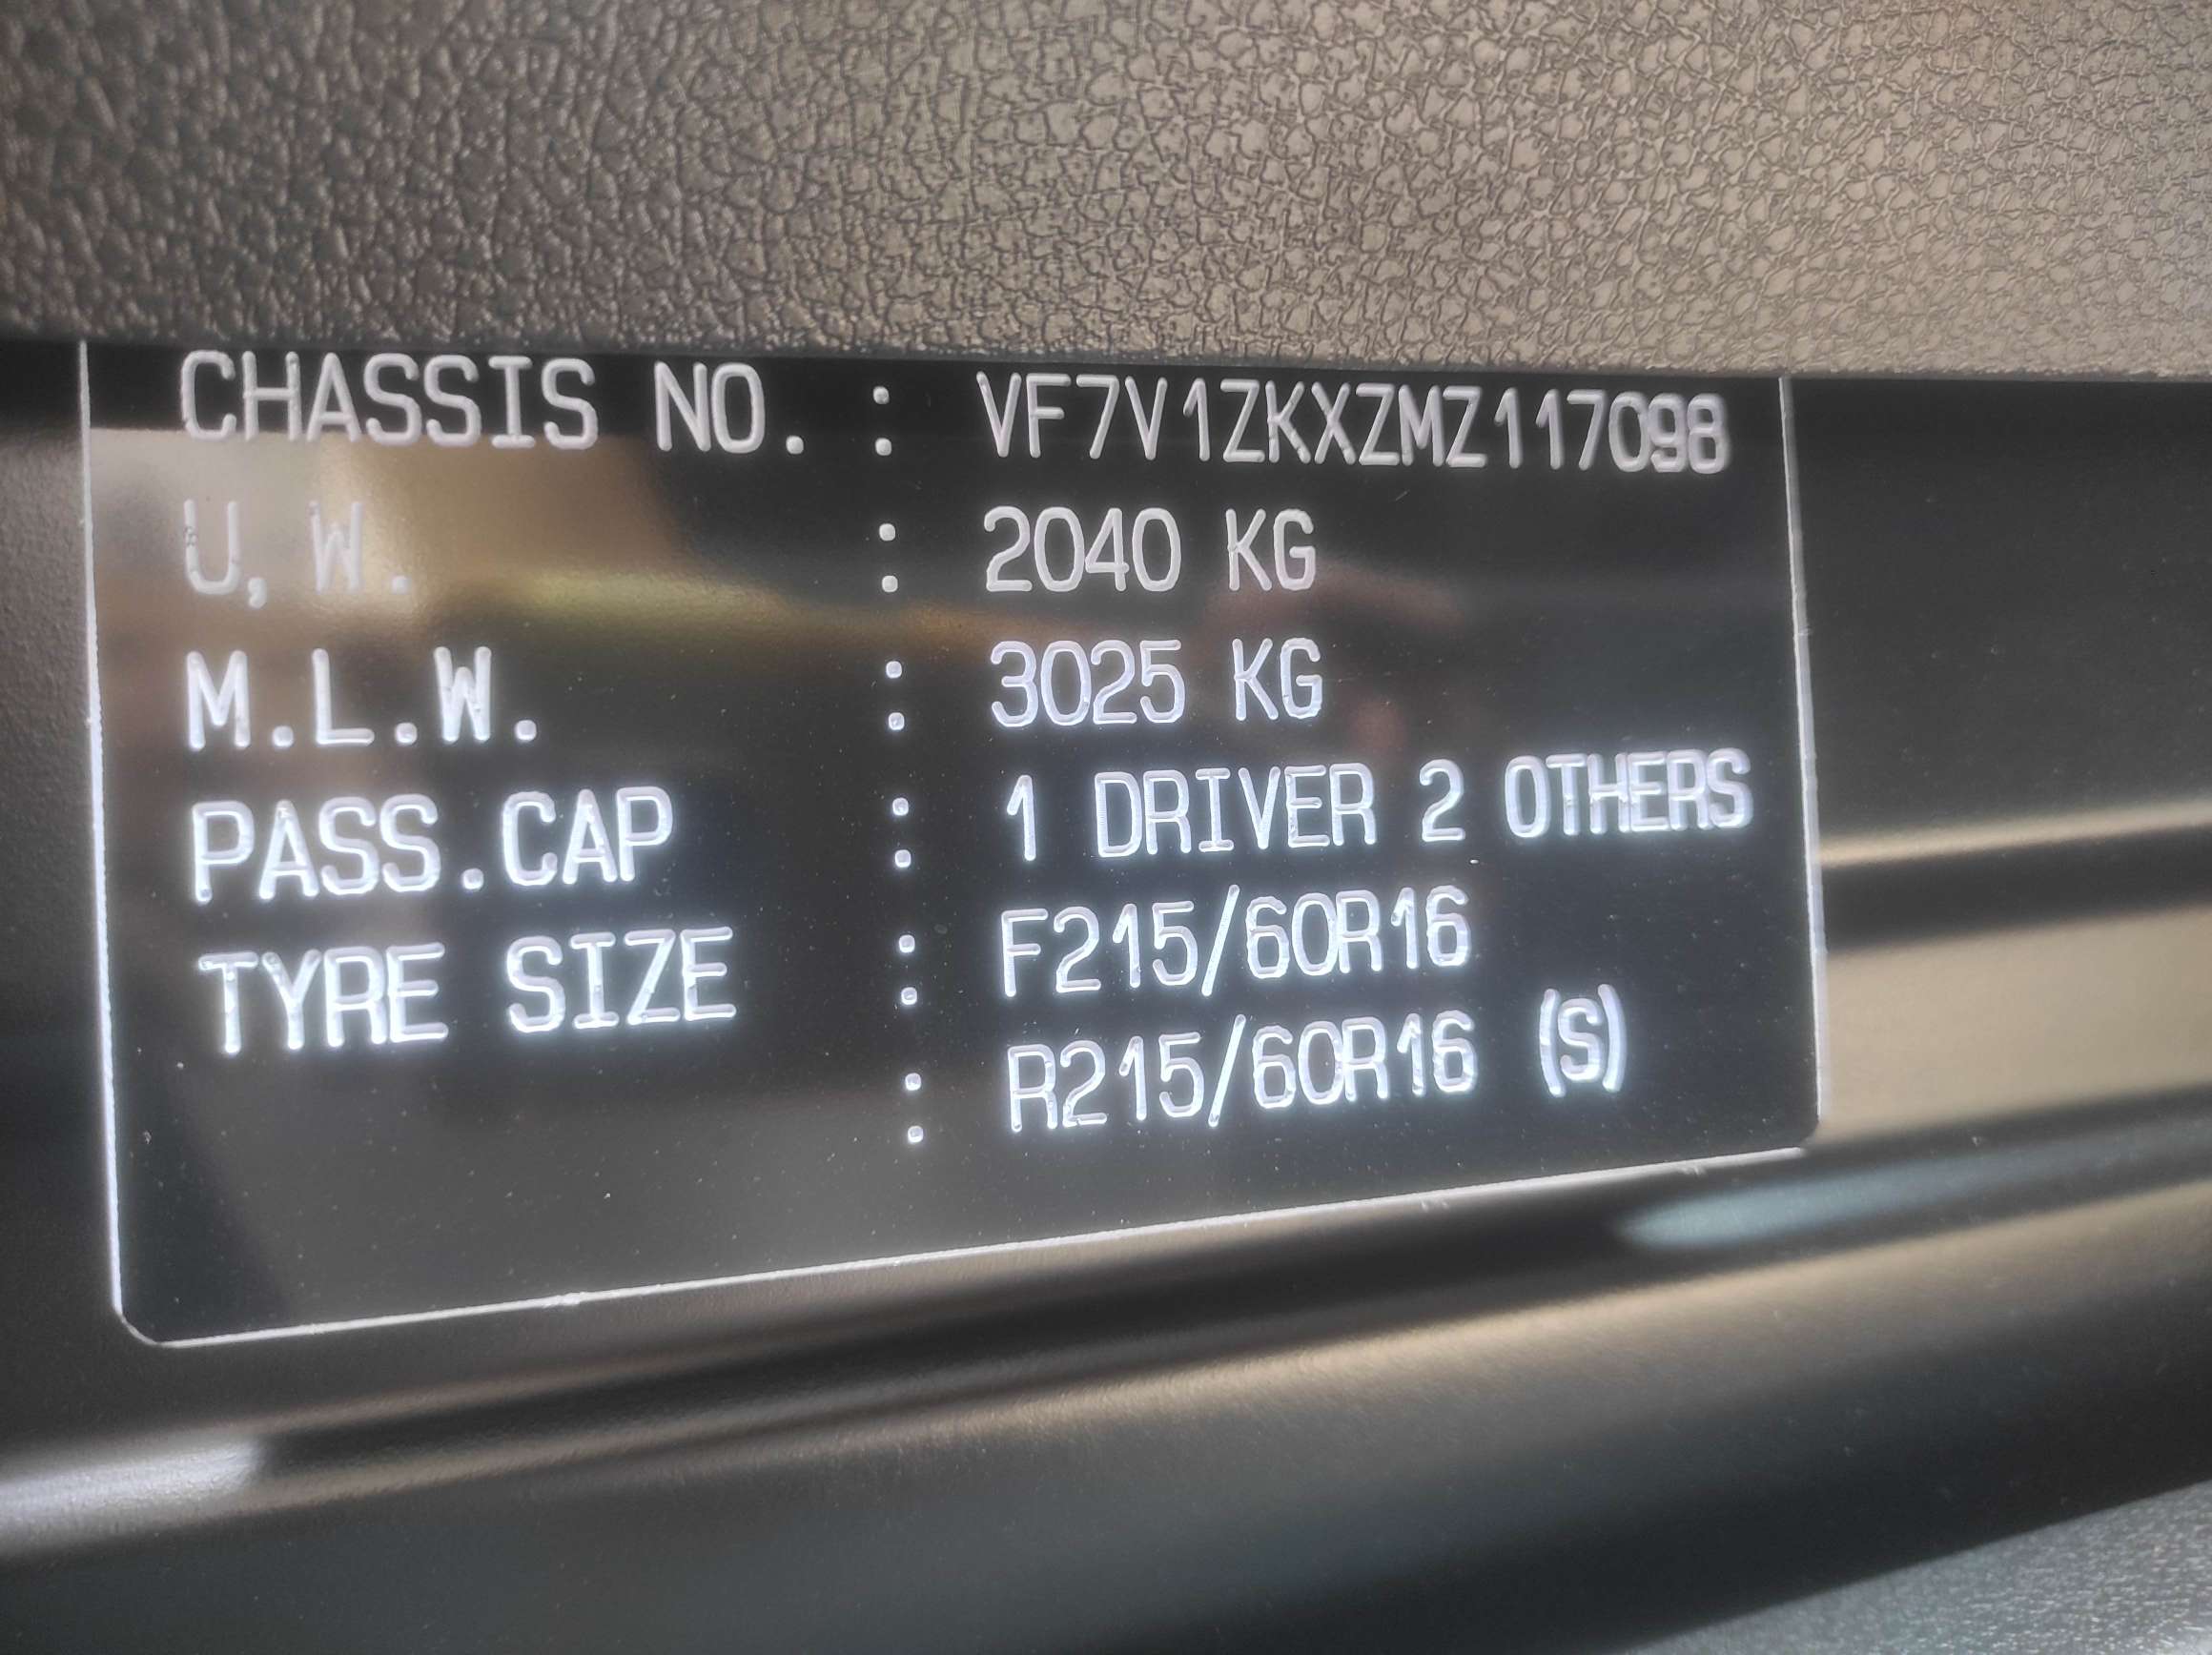 CHASSIS NO. : VF7V1ZKXZMZ117098
U,W. : 2040 KG
M.L.W. : 3025 KG
PASS.CAP : 1 DRIVER 2 OTHERS
TYRE SIZE : F215/60R16
: R215/60R16 (S)